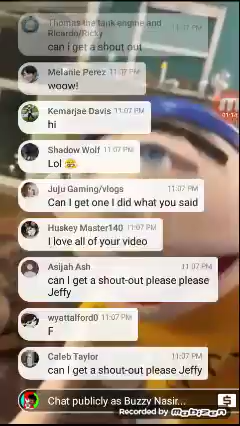 Thomas the tank engine and 11:07 PM
Ricardo/Ricky
can i get a shout out
Melanie Perez 11:07 PM
woaw!
Kemarjae Davis 11:07 PM
hi
Shadow Wolf 11:07 PM
Lol 😂
Juju Gaming/vlogs 11:07 PM
Can I get one I did what you said
Huskey Master140 11:07 PM
I love all of your video
Asijah Ash 11:07 PM
can I get a shout-out please please
Jeffy
wyattalford0 11:07 PM
F
Caleb Taylor 11:07 PM
can I get a shout-out please Jeffy
Chat publicly as Buzzy Nasir...
Recorded by mobizen